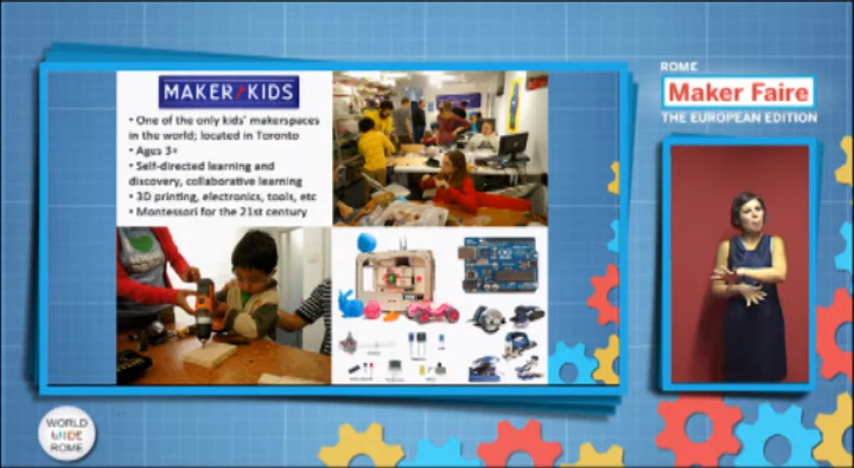 MAKER KIDS
• One of the only kids' makerspaces
in the world; located in Toronto
• Ages 3+
• Self-directed learning and
discovery, collaborative learning
• 3D printing, electronics, tools, etc
• Montessori for the 21st century
ROME
Maker Faire
THE EUROPEAN EDITION
WORLD
WIDE
ROME